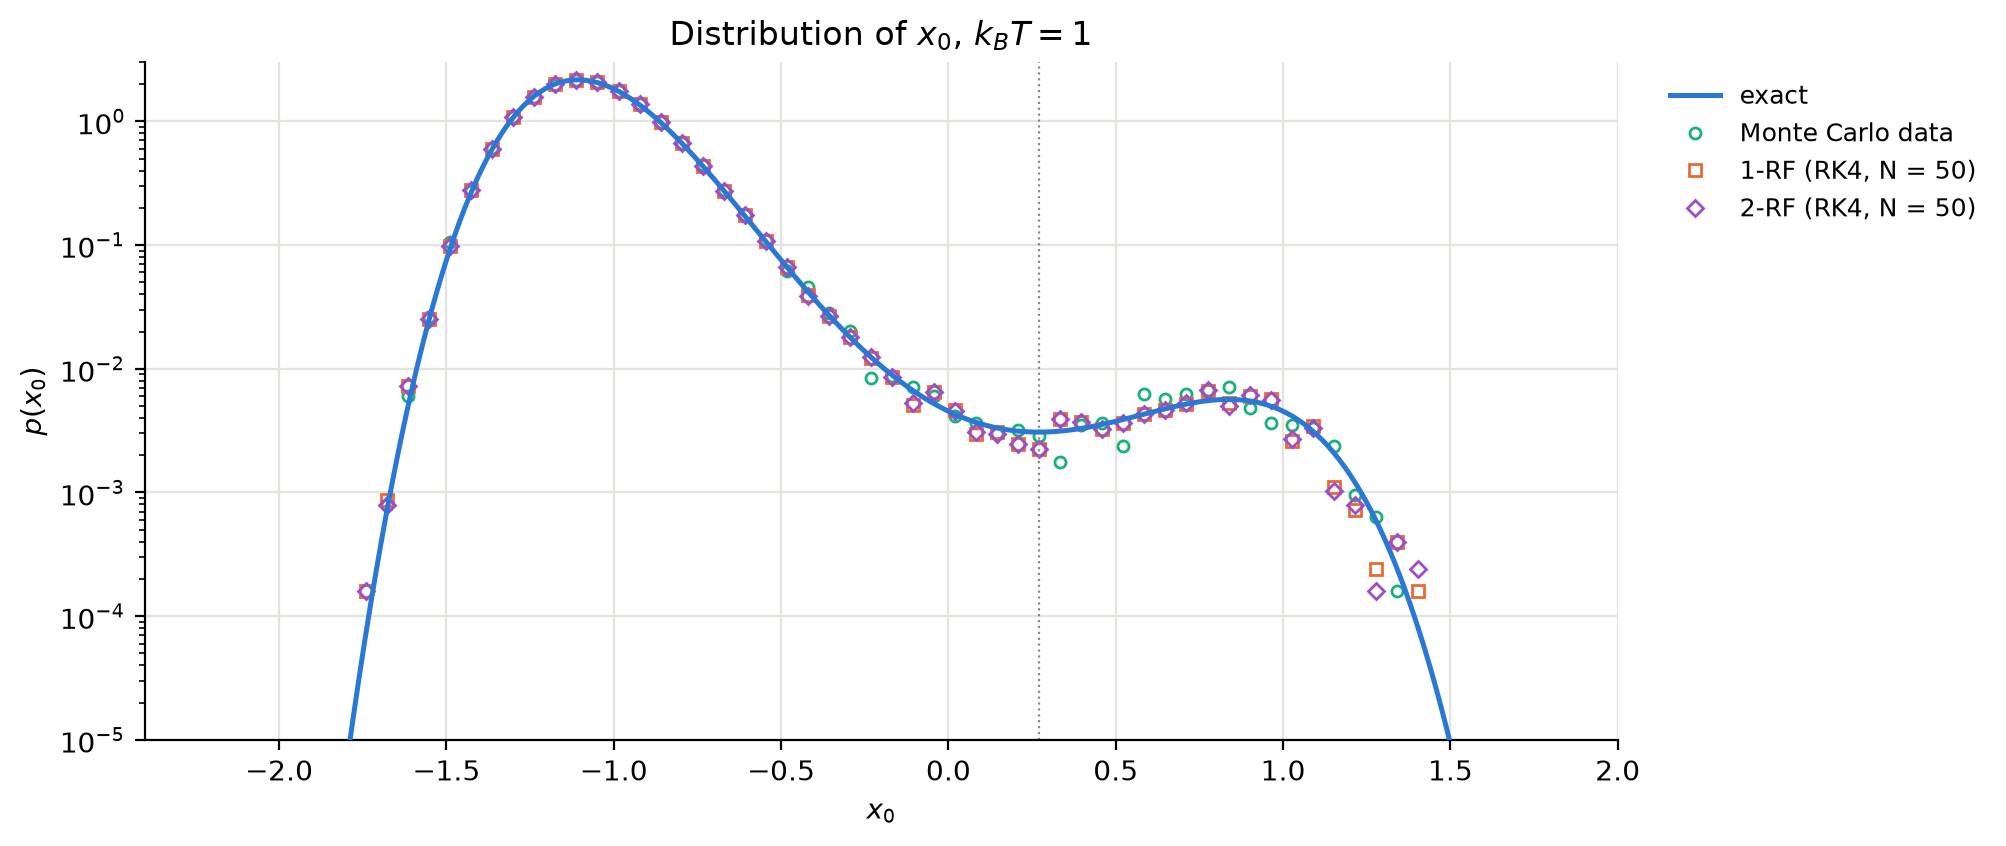 Distribution of x₀, k_BT = 1
p(x₀)
10⁰
10⁻¹
10⁻²
10⁻³
10⁻⁴
10⁻⁵
−2.0 −1.5 −1.0 −0.5 0.0 0.5 1.0 1.5 2.0
x₀
exact
Monte Carlo data
1-RF (RK4, N = 50)
2-RF (RK4, N = 50)